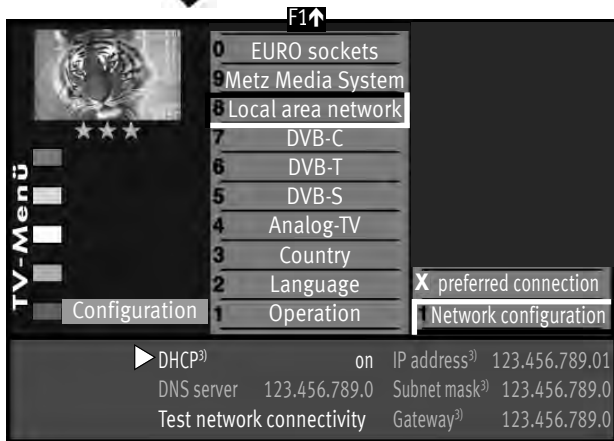 F1↑
0 EURO sockets
9 Metz Media System
8 Local area network
7 DVB-C
6 DVB-T
5 DVB-S
4 Analog-TV
3 Country
2 Language
1 Operation
TV-Menü
Configuration
X preferred connection
1 Network configuration
DHCP3) on IP address3) 123.456.789.01
DNS server 123.456.789.0 Subnet mask3) 123.456.789.0
Test network connectivity Gateway3) 123.456.789.0